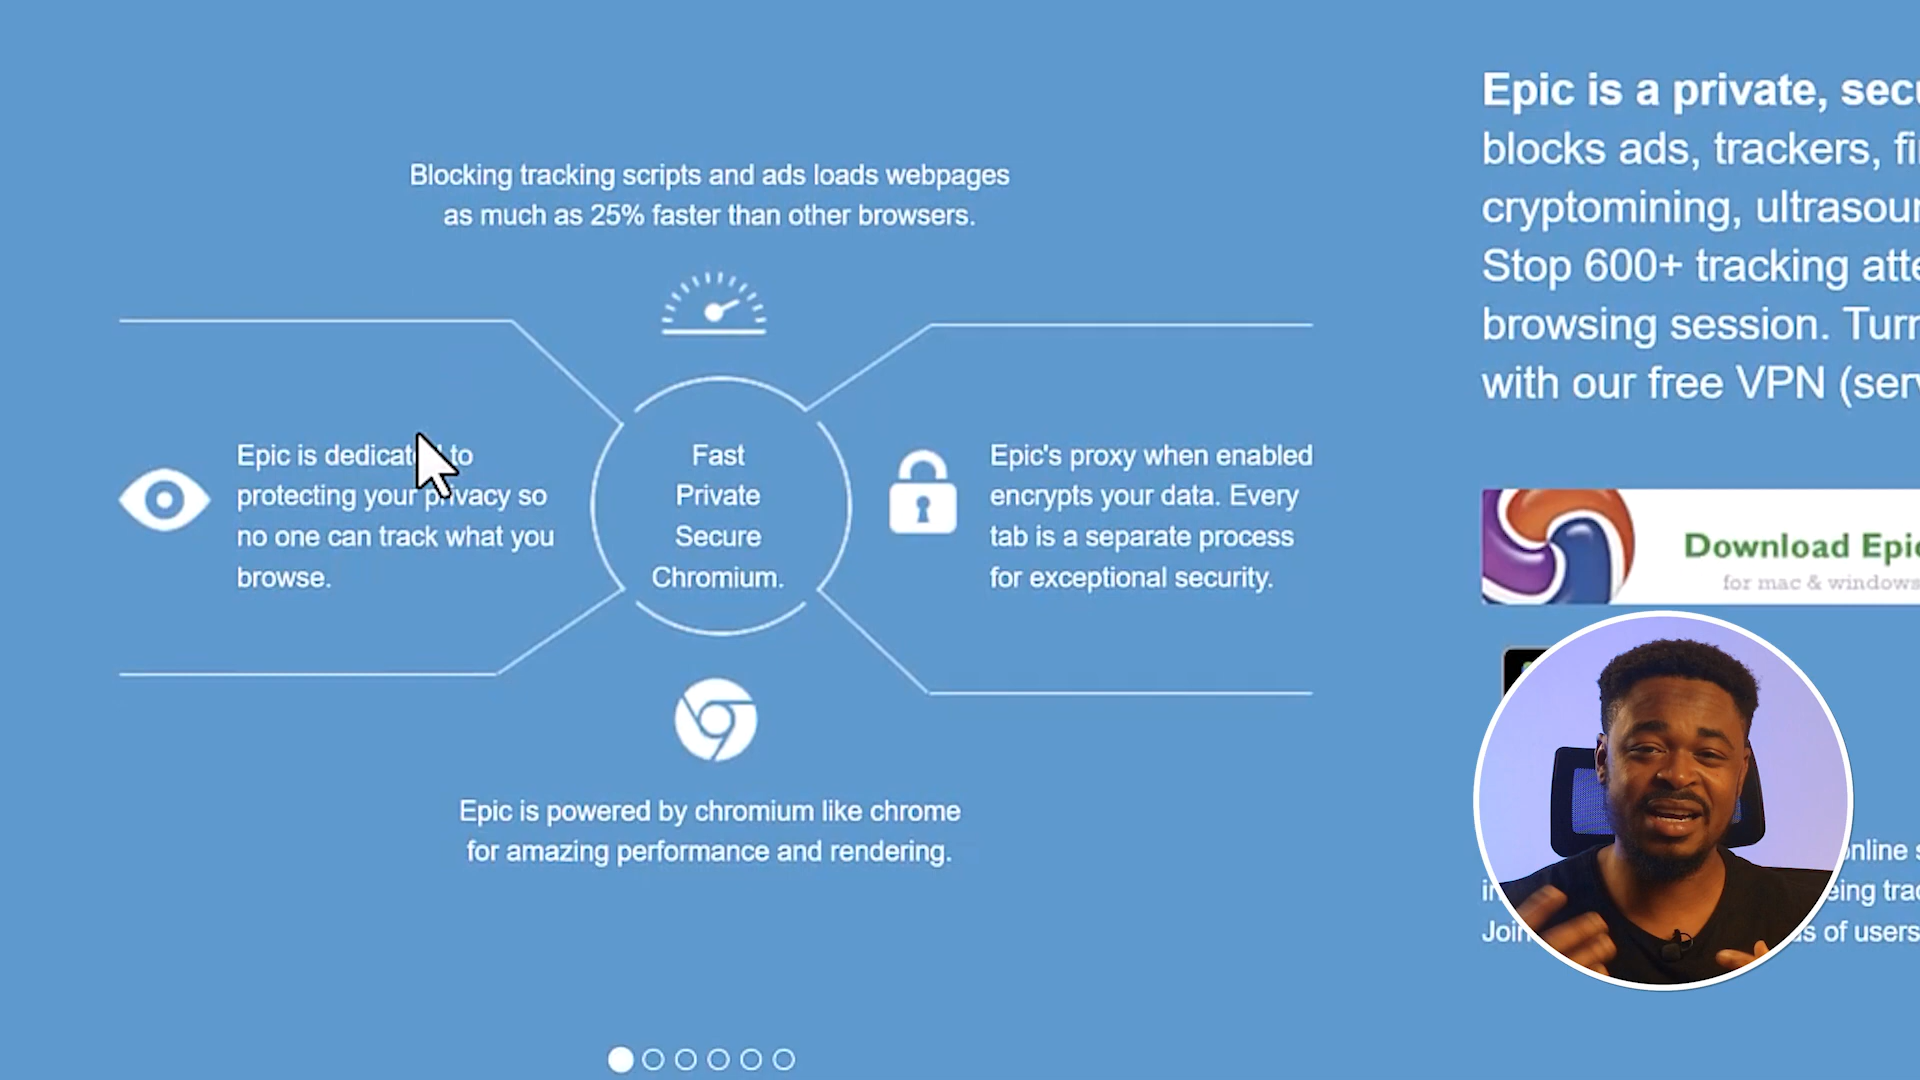 Blocking tracking scripts and ads loads webpages
as much as 25% faster than other browsers.
Epic is dedicated to
protecting your privacy so
no one can track what you
browse.
Fast
Private
Secure
Chromium.
Epic's proxy when enabled
encrypts your data. Every
tab is a separate process
for exceptional security.
Epic is powered by chromium like chrome
for amazing performance and rendering.
Epic is a private,
blocks ads, trackers,
cryptomining,
Stop 600+ tracking
browsing session.
with our free VPN
Download
for mac & windows
online
of users